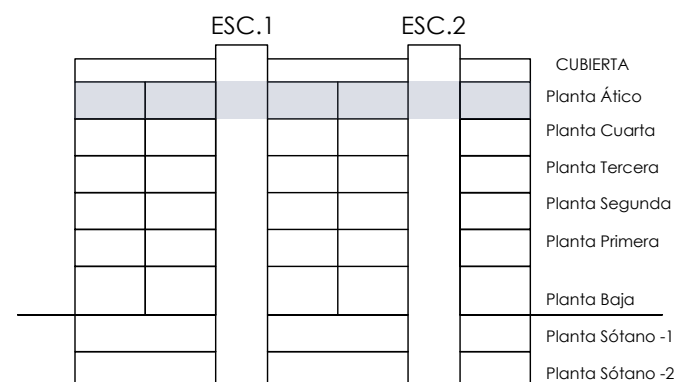 ESC.1 ESC.2
CUBIERTA
Planta Ático
Planta Cuarta
Planta Tercera
Planta Segunda
Planta Primera
Planta Baja
Planta Sótano -1
Planta Sótano -2